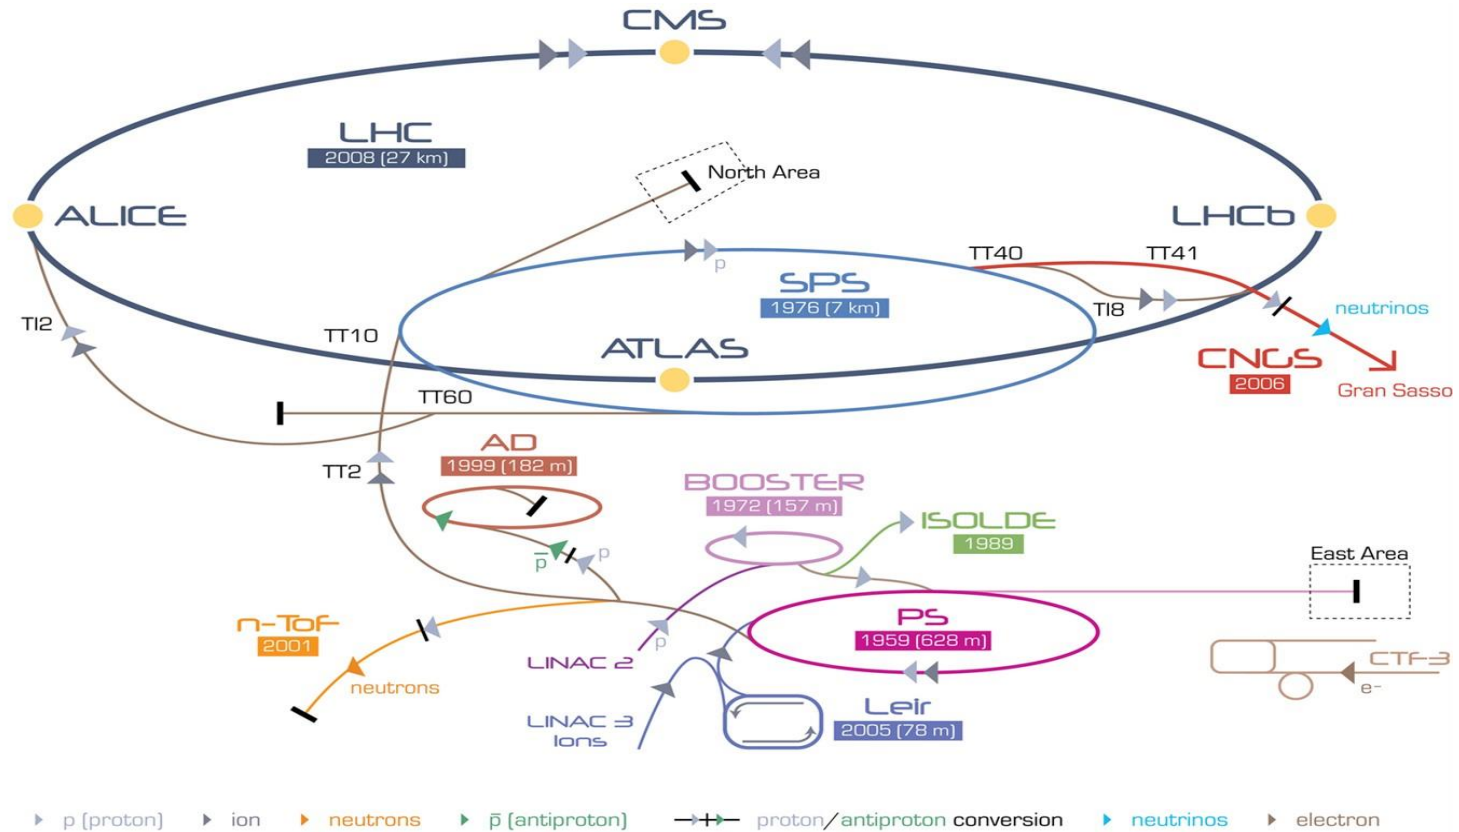 CMS
LHC
2008 (27 km)
North Area
ALICE
LHCb
TT40
TT41
p
SPS
1976 (7 km)
TI8
neutrinos
TI2
TT10
ATLAS
CNGS
2006
Gran Sasso
TT60
AD
1999 (182 m)
TT2
BOOSTER
1972 (157 m)
ISOLDE
1989
p̅
p
East Area
n-ToF
2001
PS
1959 (628 m)
p
LINAC 2
neutrons
CTF-3
e-
LINAC 3
Ions
Leir
2005 (78 m)
p (proton)
ion
neutrons
p̅ (antiproton)
proton/antiproton conversion
neutrinos
electron